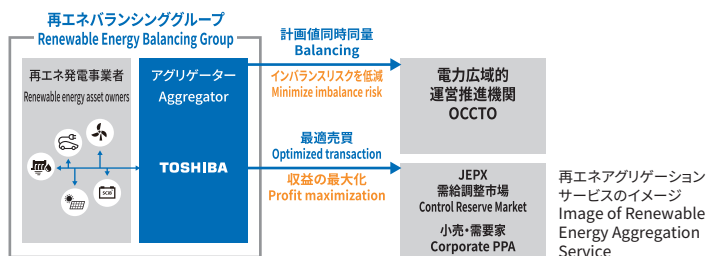 再エネバランシンググループ
Renewable Energy Balancing Group
再エネ発電事業者
Renewable energy asset owners
SCiB
アグリゲーター
Aggregator
TOSHIBA
計画値同時同量
Balancing
インバランスリスクを低減
Minimize imbalance risk
最適売買
Optimized transaction
収益の最大化
Profit maximization
電力広域的
運営推進機関
OCCTO
JEPX
需給調整市場
Control Reserve Market
小売・需要家
Corporate PPA
再エネアグリゲーション
サービスのイメージ
Image of Renewable
Energy Aggregation
Service